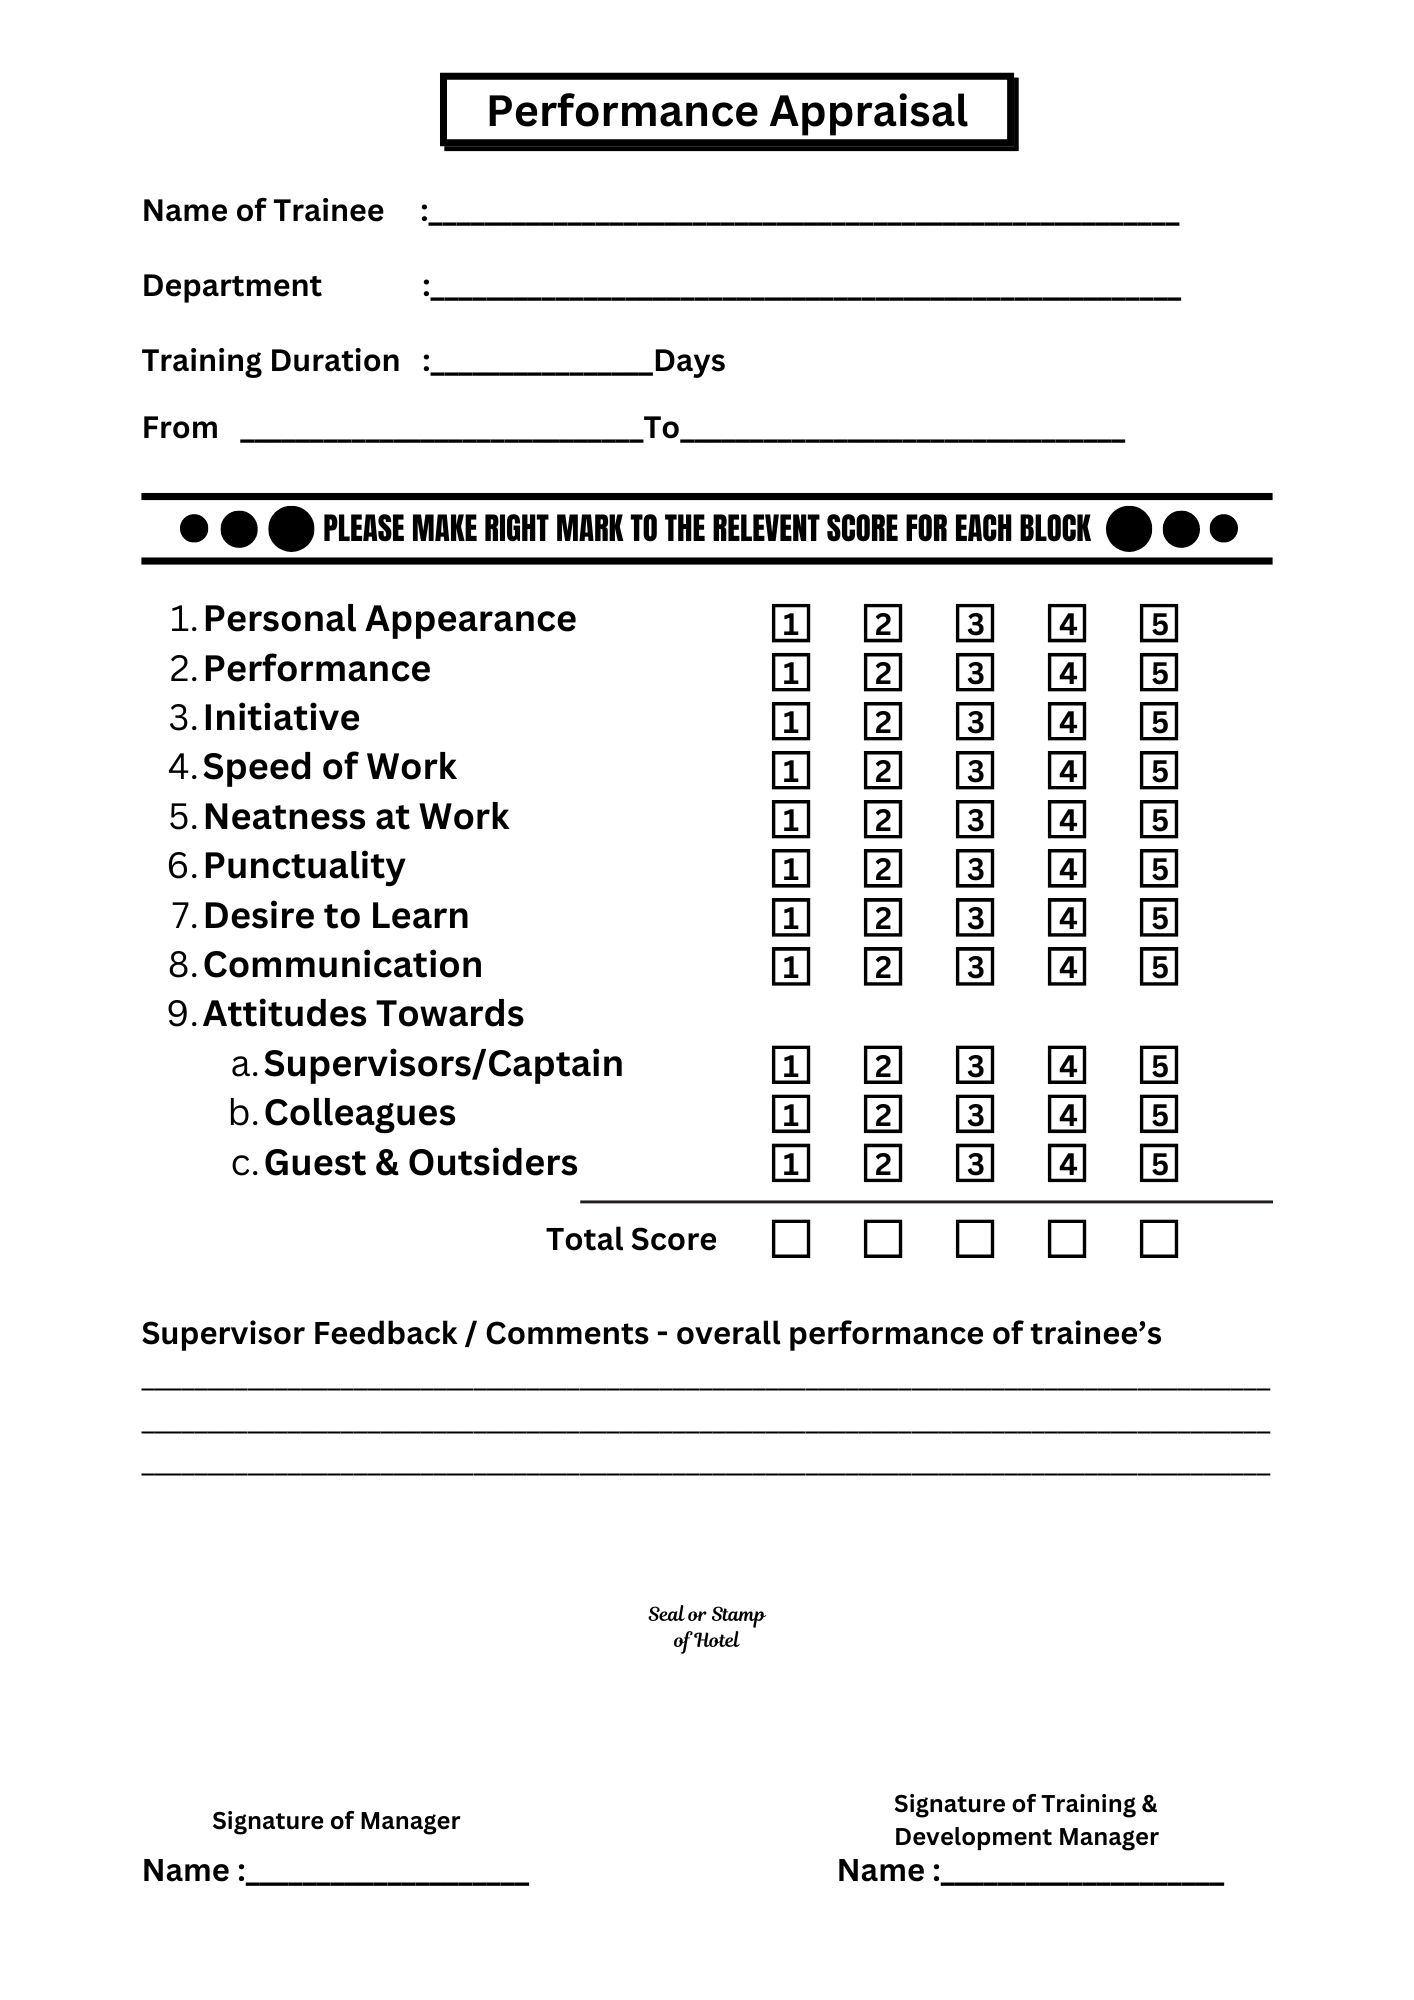 Performance Appraisal
Name of Trainee :______________________________________________________
Department :______________________________________________________
Training Duration :________________Days
From _____________________________To________________________________
PLEASE MAKE RIGHT MARK TO THE RELEVENT SCORE FOR EACH BLOCK
1. Personal Appearance 1 2 3 4 5
2. Performance 1 2 3 4 5
3. Initiative 1 2 3 4 5
4. Speed of Work 1 2 3 4 5
5. Neatness at Work 1 2 3 4 5
6. Punctuality 1 2 3 4 5
7. Desire to Learn 1 2 3 4 5
8. Communication 1 2 3 4 5
9. Attitudes Towards
a. Supervisors/Captain 1 2 3 4 5
b. Colleagues 1 2 3 4 5
c. Guest & Outsiders 1 2 3 4 5
Total Score
Supervisor Feedback / Comments - overall performance of trainee’s
Seal or Stamp
of Hotel
Signature of Manager
Name :____________________
Signature of Training &
Development Manager
Name :____________________